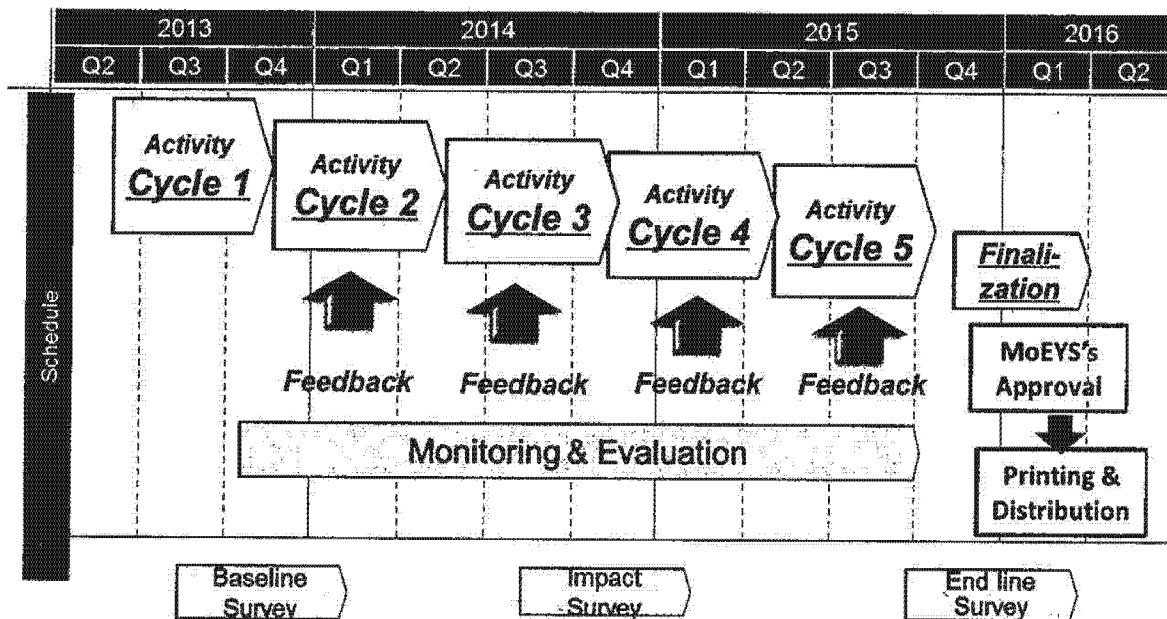 2013 2014 2015 2016
Q2 Q3 Q4 Q1 Q2 Q3 Q4 Q1 Q2 Q3 Q4 Q1 Q2
Schedule
Activity
Cycle 1
Activity
Cycle 2
Activity
Cycle 3
Activity
Cycle 4
Activity
Cycle 5
Finali-
zation
Feedback
Feedback
Feedback
Feedback
MoEYS's
Approval
Monitoring & Evaluation
Printing &
Distribution
Baseline
Survey
Impact
Survey
End line
Survey